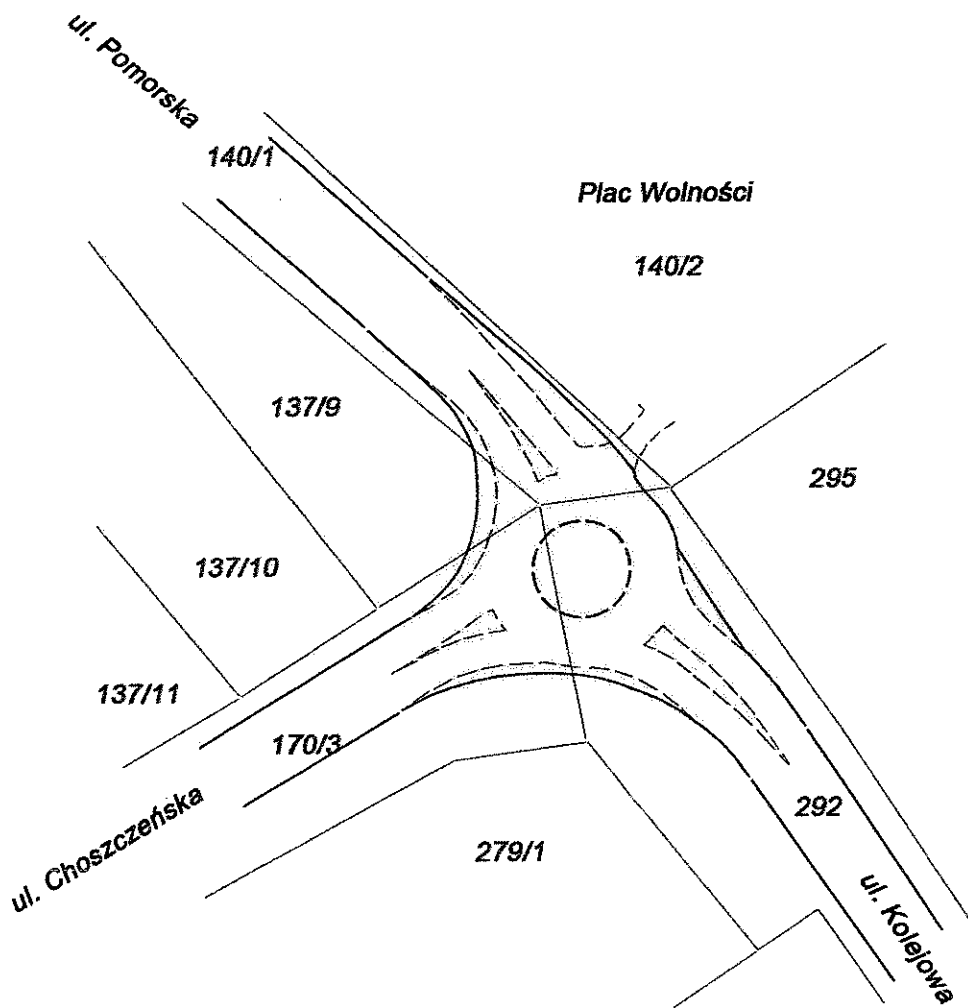 ul. Pomorska
140/1
Plac Wolności
140/2
137/9
295
137/10
137/11
170/3
292
ul. Choszczeńska
279/1
ul. Kolejowa